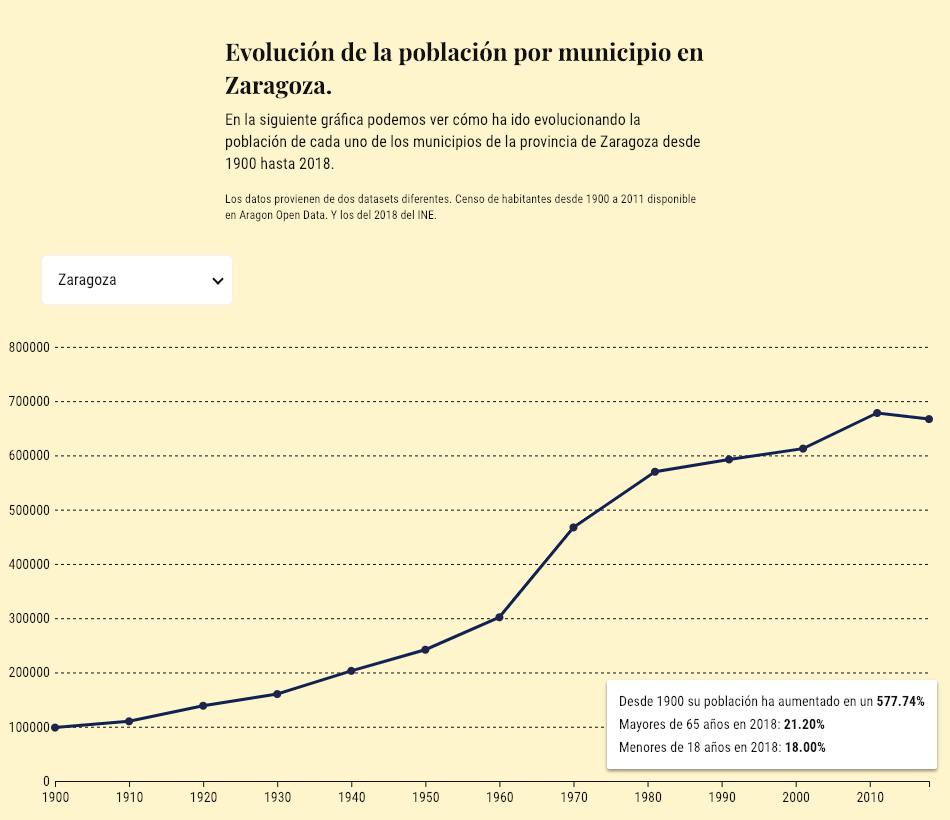 Evolución de la población por municipio en
Zaragoza.
En la siguiente gráfica podemos ver cómo ha ido evolucionando la
población de cada uno de los municipios de la provincia de Zaragoza desde
1900 hasta 2018.
Los datos provienen de dos datasets diferentes. Censo de habitantes desde 1900 a 2011 disponible
en Aragon Open Data. Y los del 2018 del INE.
Zaragoza
800000
700000
600000
500000
400000
300000
200000
100000
0
Desde 1900 su población ha aumentado en un 577.74%
Mayores de 65 años en 2018: 21.20%
Menores de 18 años en 2018: 18.00%
1900 1910 1920 1930 1940 1950 1960 1970 1980 1990 2000 2010